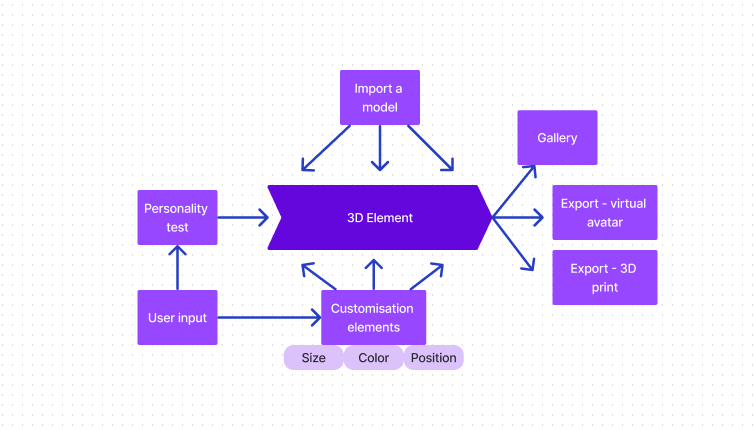 Import a
model
Gallery
Personality
test
3D Element
Export - virtual
avatar
Export - 3D
print
User input
Customisation
elements
Size
Color
Position